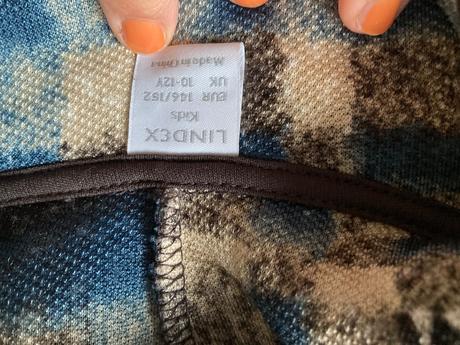 LINDEX
Kids
EUR 146/152
UK 10-12Y
Made in China